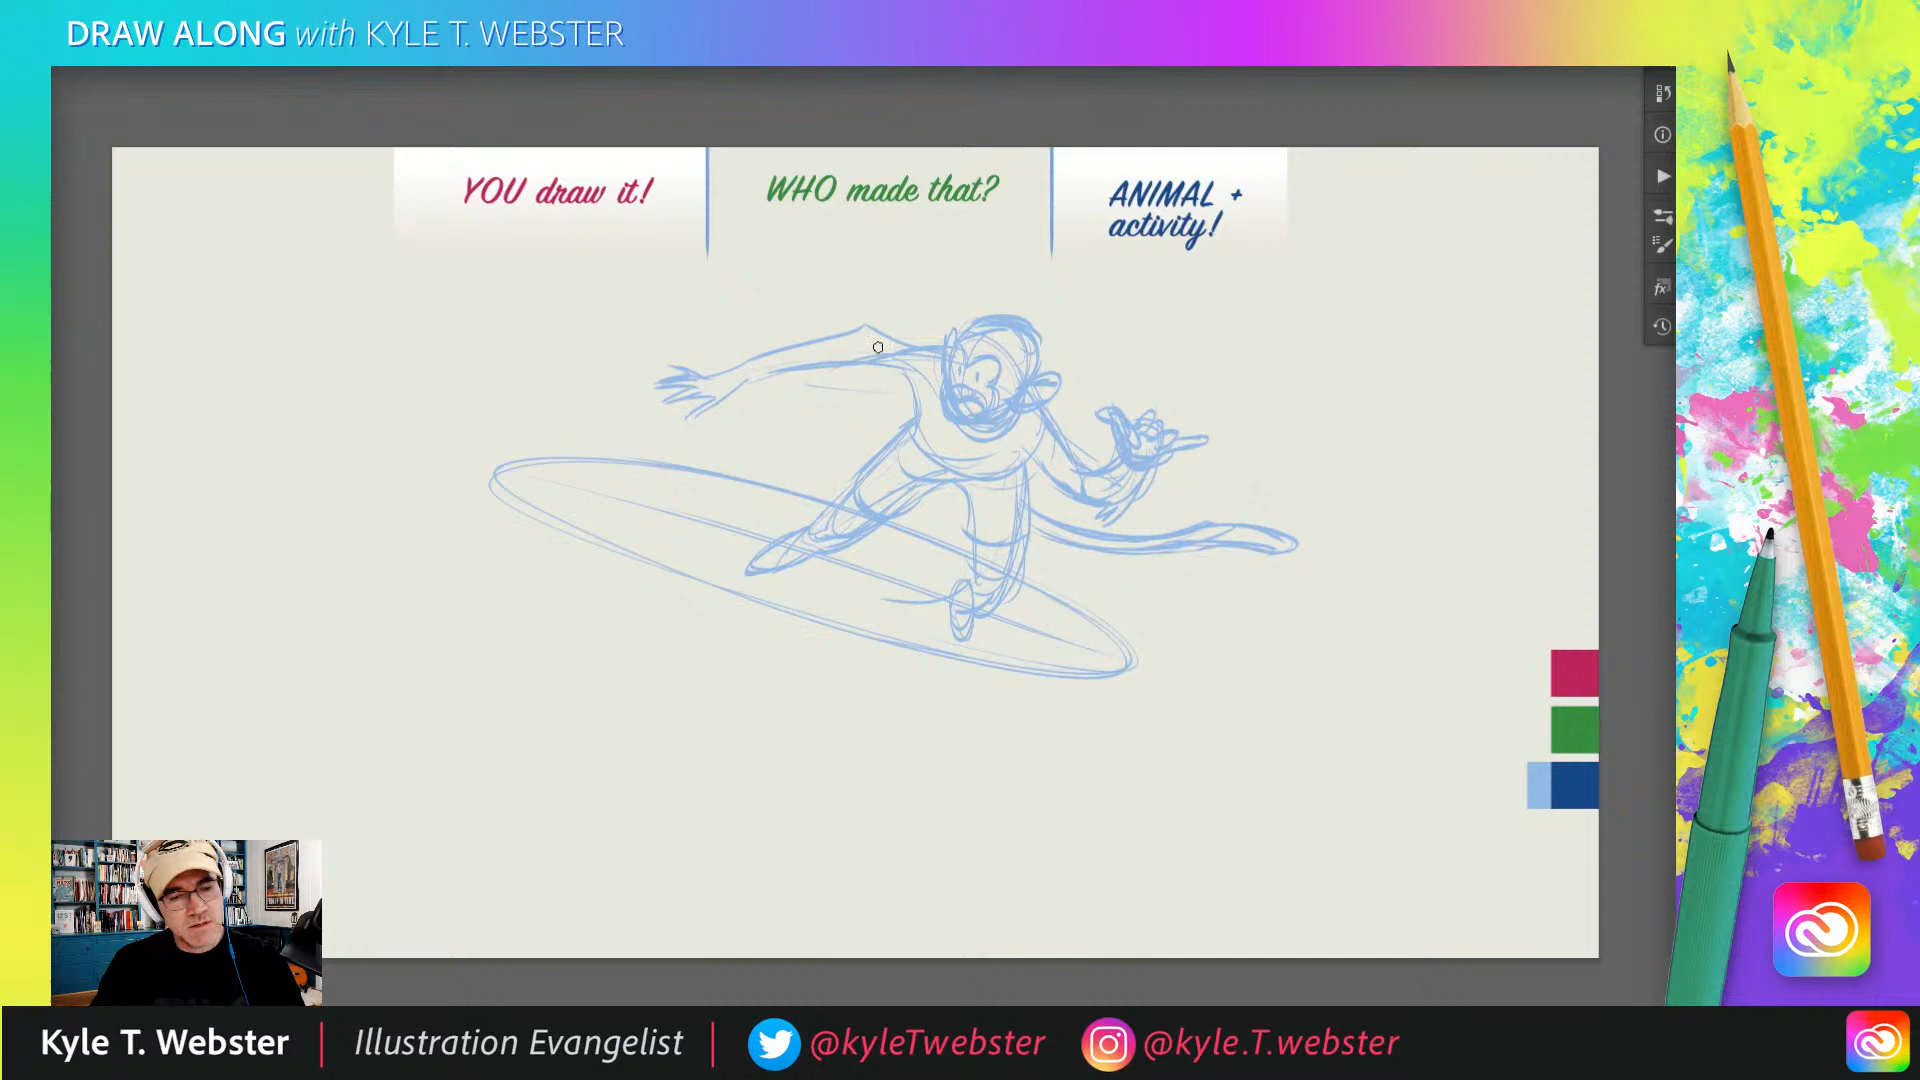 DRAW ALONG with KYLE T. WEBSTER
YOU draw it!
WHO made that?
ANIMAL +
activity!
fx
Kyle T. Webster | Illustration Evangelist | @kyleTwebster @kyle.T.webster